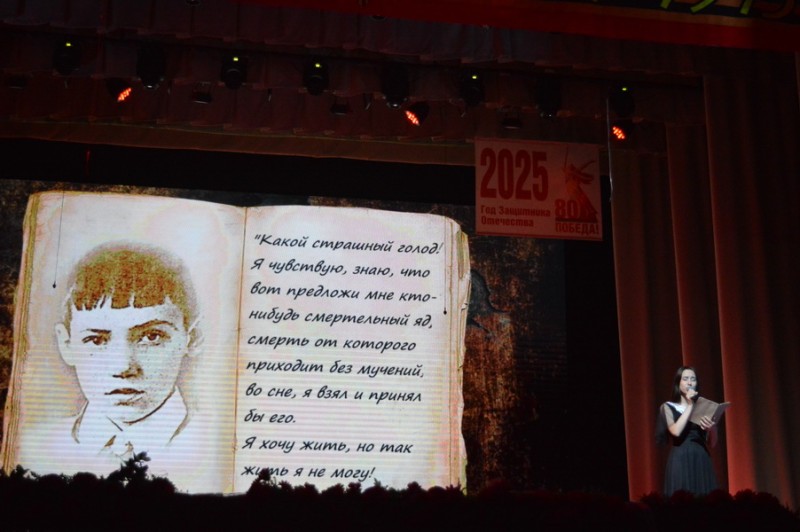 2025
Год Защитника
Отечества
80
ПОБЕДА!
"Какой страшный голод!
Я чувствую, знаю, что
вот предложи мне кто-
нибудь смертельный яд,
смерть от которого
приходит без мучений,
во сне, я взял и принял
бы его.
Я хочу жить, но так
жить я не могу!